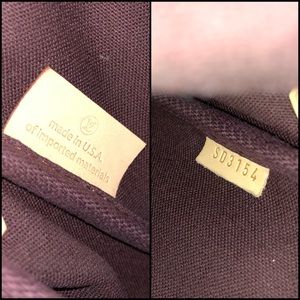 made in U.S.A.
of imported materials
SD3154